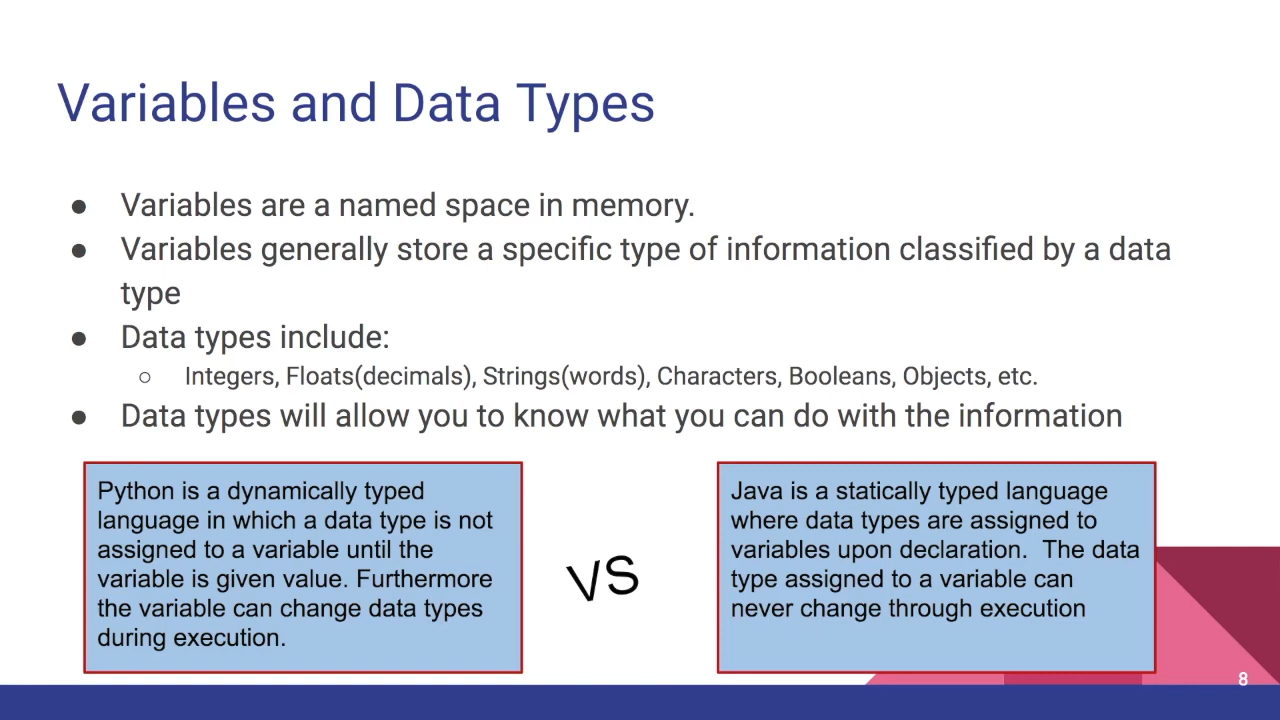 Variables and Data Types
● Variables are a named space in memory.
● Variables generally store a specific type of information classified by a data
type
● Data types include:
○ Integers, Floats(decimals), Strings(words), Characters, Booleans, Objects, etc.
● Data types will allow you to know what you can do with the information
Python is a dynamically typed
language in which a data type is not
assigned to a variable until the
variable is given value. Furthermore
the variable can change data types
during execution.
VS
Java is a statically typed language
where data types are assigned to
variables upon declaration.  The data
type assigned to a variable can
never change through execution
8